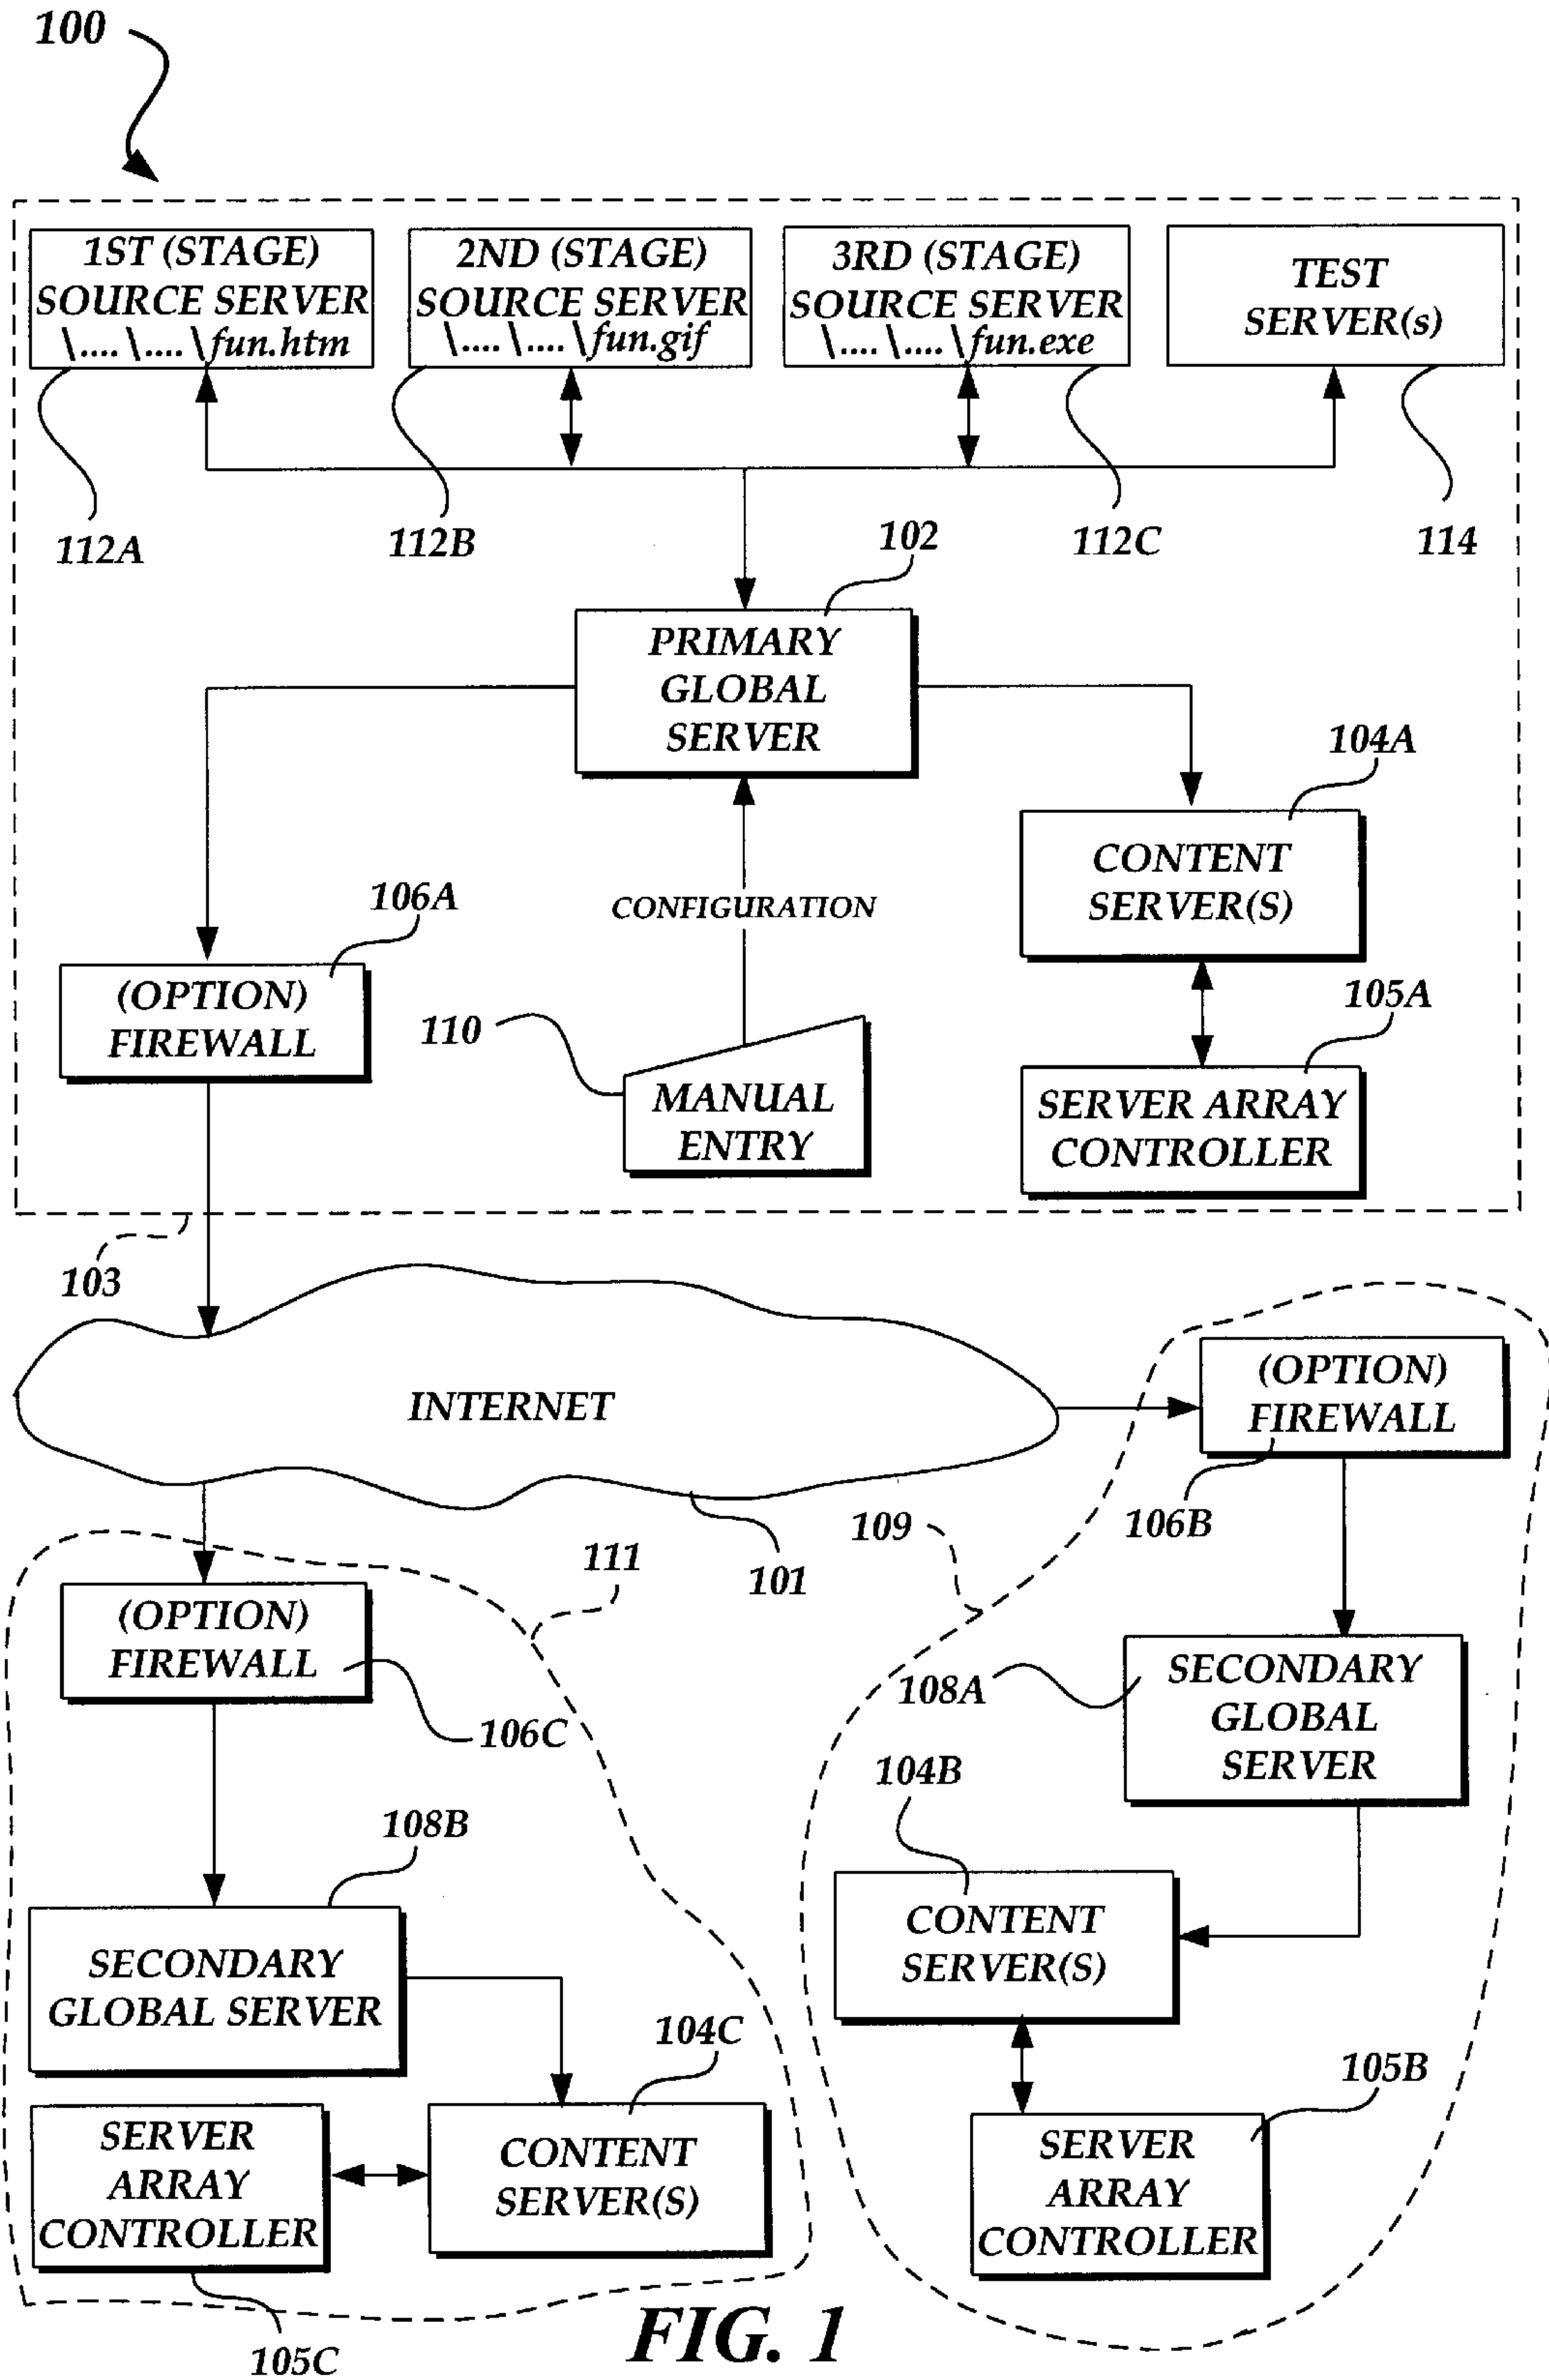 100
1ST (STAGE)
SOURCE SERVER
\....\....\fun.htm
2ND (STAGE)
SOURCE SERVER
\....\....\fun.gif
3RD (STAGE)
SOURCE SERVER
\....\....\fun.exe
TEST
SERVER(s)
112A
112B
112C
114
102
PRIMARY
GLOBAL
SERVER
104A
CONTENT
SERVER(S)
106A
(OPTION)
FIREWALL
CONFIGURATION
110
MANUAL
ENTRY
105A
SERVER ARRAY
CONTROLLER
103
INTERNET
101
(OPTION)
FIREWALL
106B
109
111
(OPTION)
FIREWALL
106C
108A
SECONDARY
GLOBAL
SERVER
104B
CONTENT
SERVER(S)
108B
SECONDARY
GLOBAL SERVER
104C
CONTENT
SERVER(S)
105B
SERVER
ARRAY
CONTROLLER
SERVER
ARRAY
CONTROLLER
105C
FIG. 1